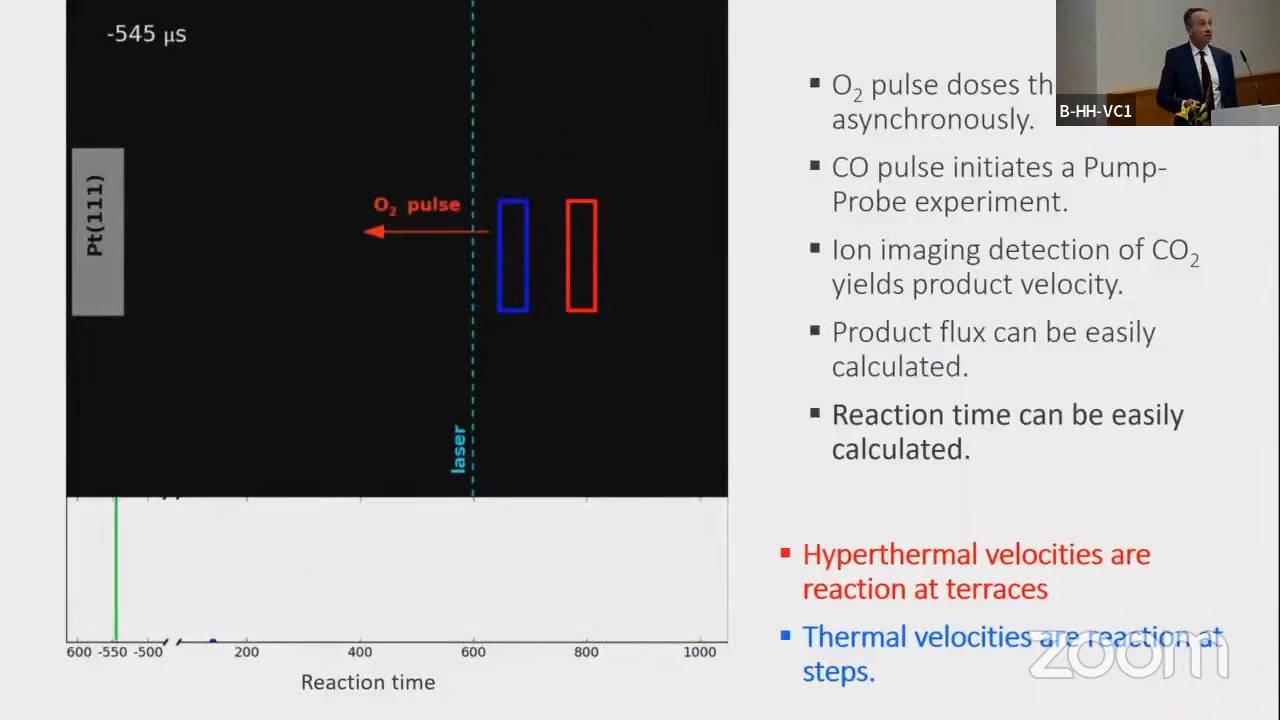 -545 μs
Pt(111)
O₂ pulse
laser
600 -550 -500 200 400 600 800 1000
Reaction time
▪ O₂ pulse doses th
asynchronously.
▪ CO pulse initiates a Pump-
Probe experiment.
▪ Ion imaging detection of CO₂
yields product velocity.
▪ Product flux can be easily
calculated.
▪ Reaction time can be easily
calculated.
▪ Hyperthermal velocities are
reaction at terraces
▪ Thermal velocities are reaction at
steps.
B-HH-VC1
zoom